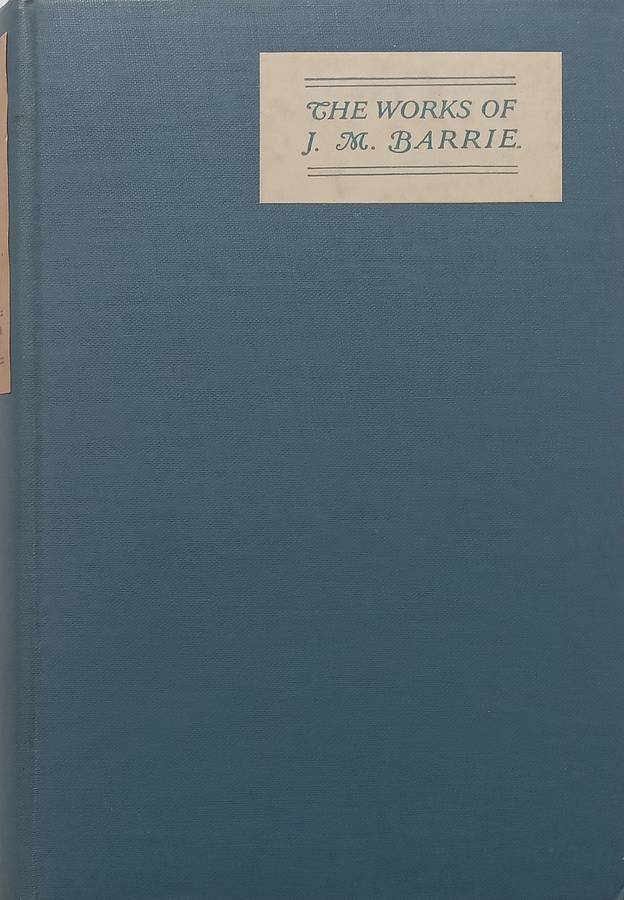 THE WORKS OF
J. M. BARRIE.